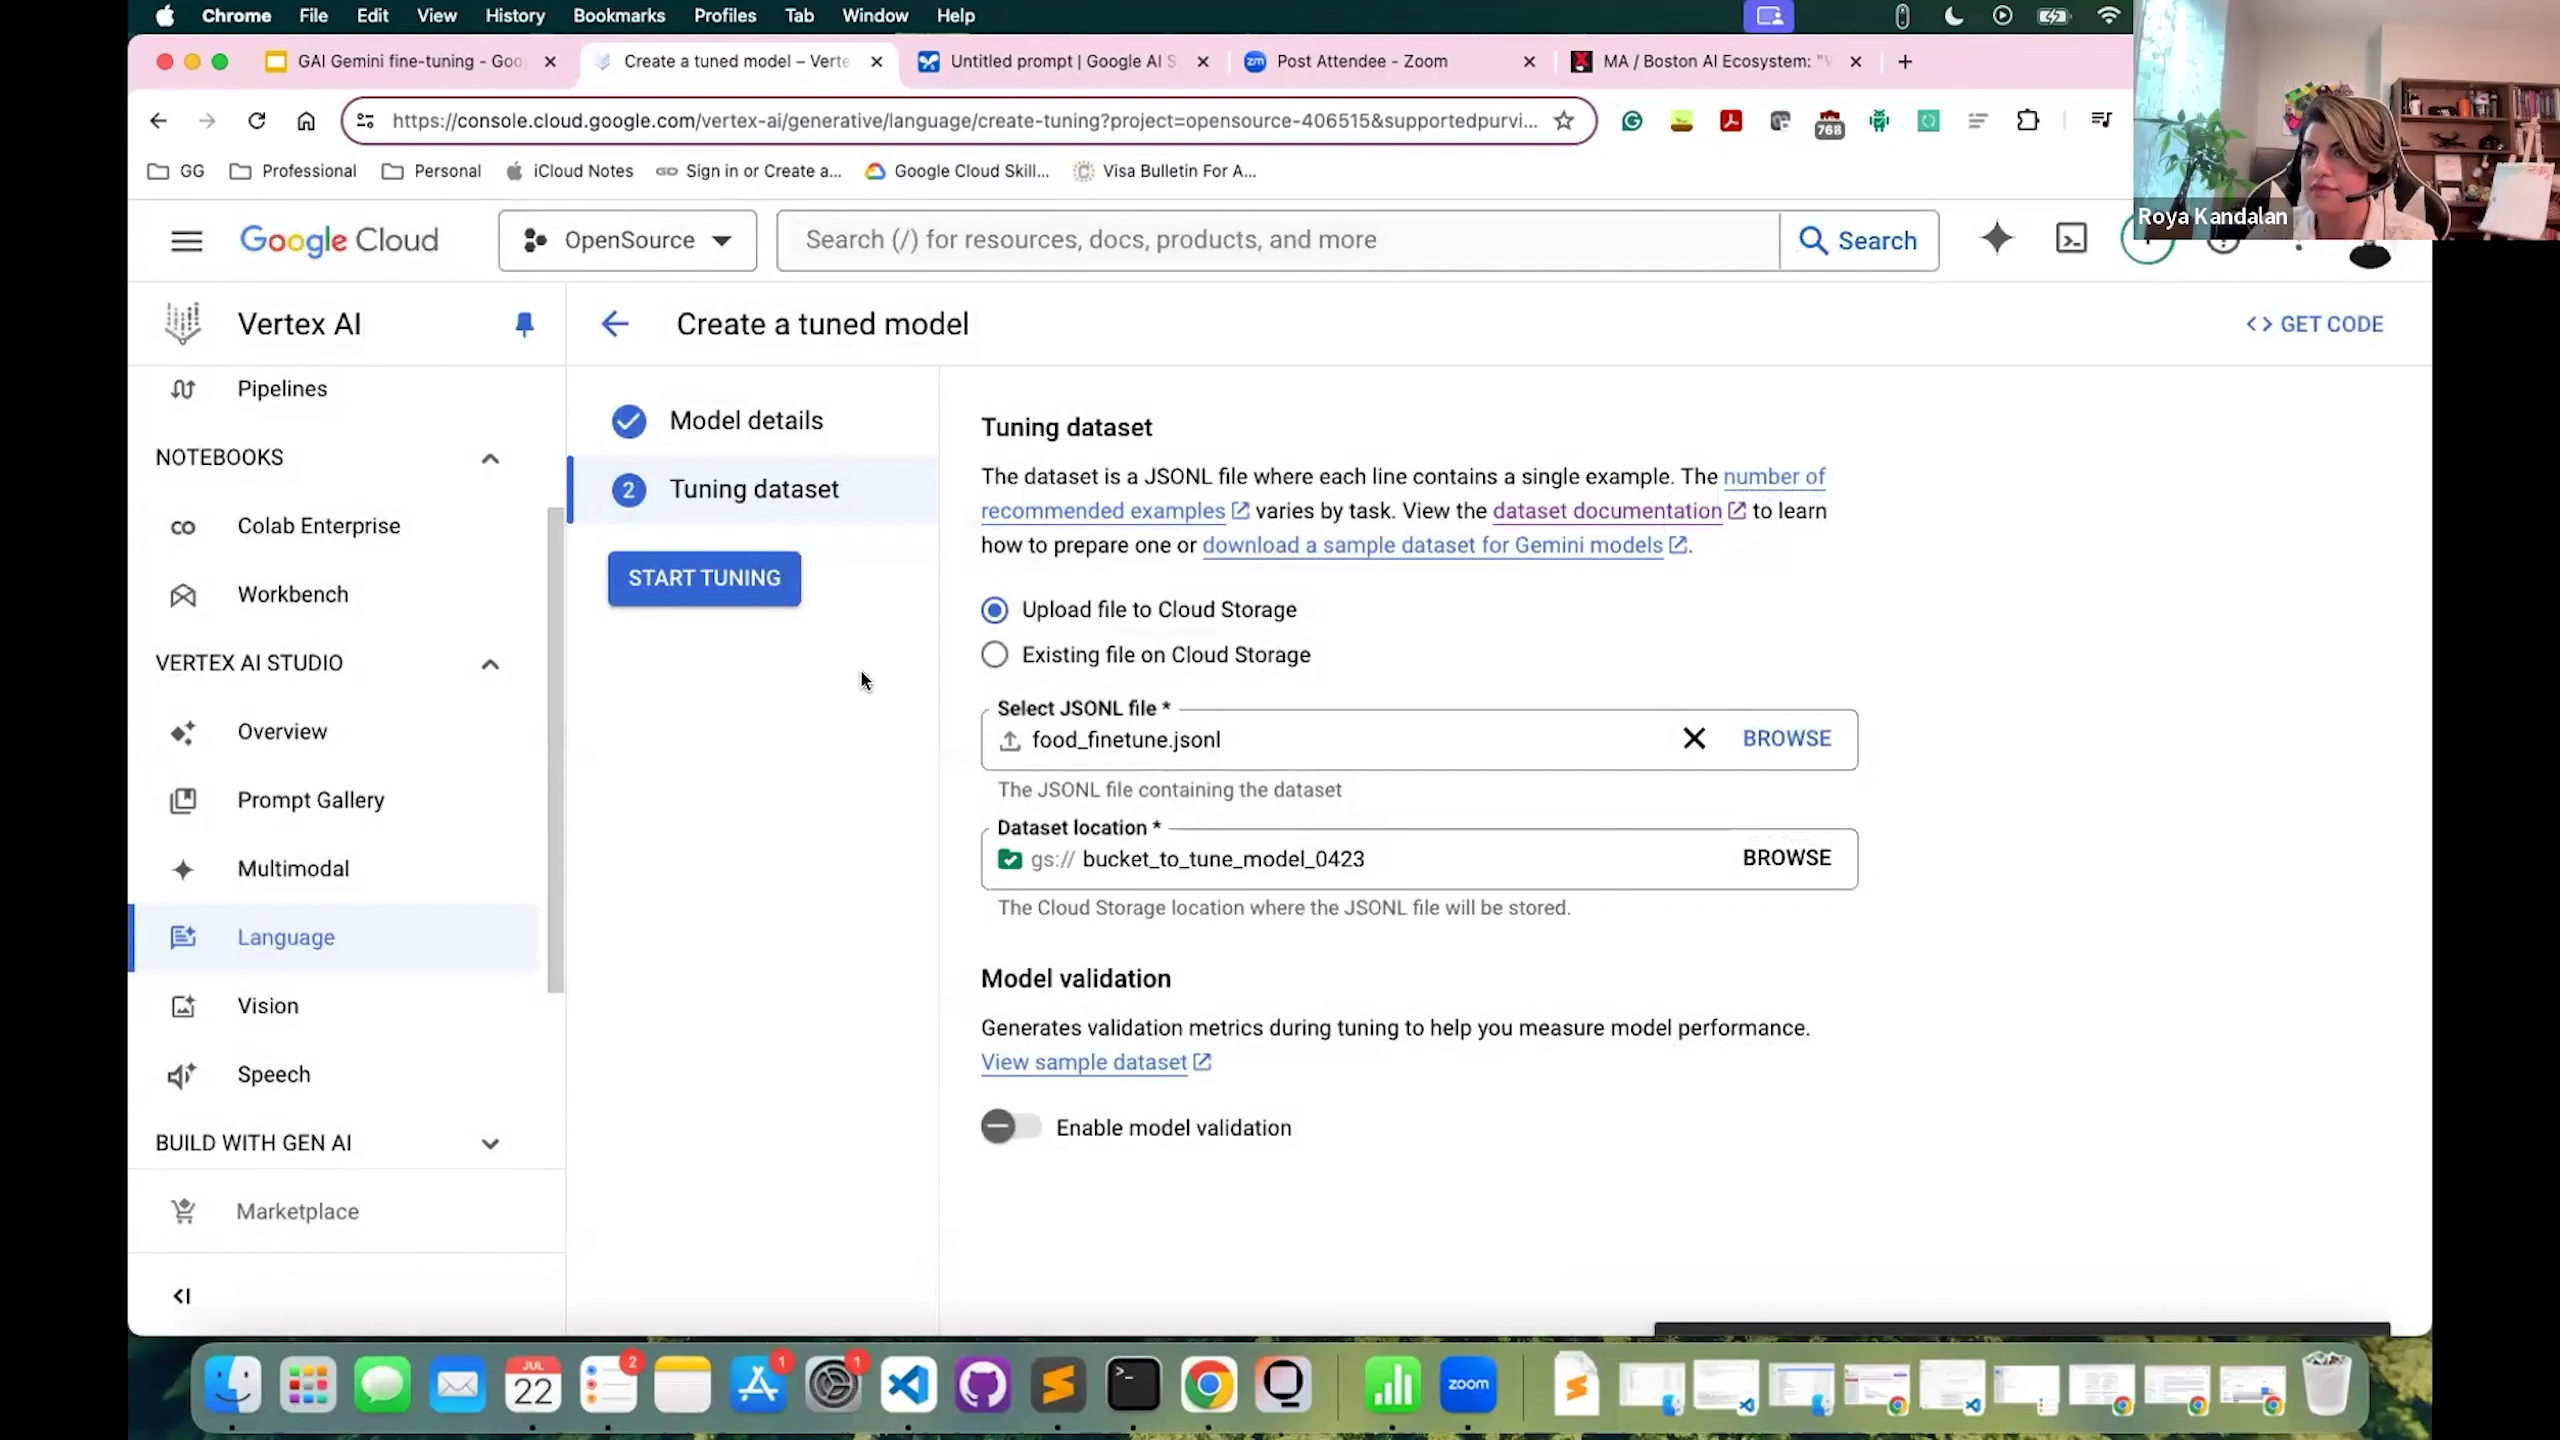 Chrome File Edit View History Bookmarks Profiles Tab Window Help
GAI Gemini fine-tuning - Goo
Create a tuned model – Verte
Untitled prompt | Google AI S
zm Post Attendee - Zoom
MA / Boston AI Ecosystem: "
https://console.cloud.google.com/vertex-ai/generative/language/create-tuning?project=opensource-406515&supportedpurvi...
768
GG Professional Personal iCloud Notes Sign in or Create a... Google Cloud Skill... Visa Bulletin For A...
Roya Kandalan
Google Cloud OpenSource Search (/) for resources, docs, products, and more Search
Vertex AI
Create a tuned model
GET CODE
Pipelines
NOTEBOOKS
Colab Enterprise
Workbench
VERTEX AI STUDIO
Overview
Prompt Gallery
Multimodal
Language
Vision
Speech
BUILD WITH GEN AI
Marketplace
Model details
2 Tuning dataset
START TUNING
Tuning dataset
The dataset is a JSONL file where each line contains a single example. The number of
recommended examples varies by task. View the dataset documentation to learn
how to prepare one or download a sample dataset for Gemini models.
Upload file to Cloud Storage
Existing file on Cloud Storage
Select JSONL file *
food_finetune.jsonl
BROWSE
The JSONL file containing the dataset
Dataset location *
gs:// bucket_to_tune_model_0423
BROWSE
The Cloud Storage location where the JSONL file will be stored.
Model validation
Generates validation metrics during tuning to help you measure model performance.
View sample dataset
Enable model validation
JUL
22
2
1
1
zoom